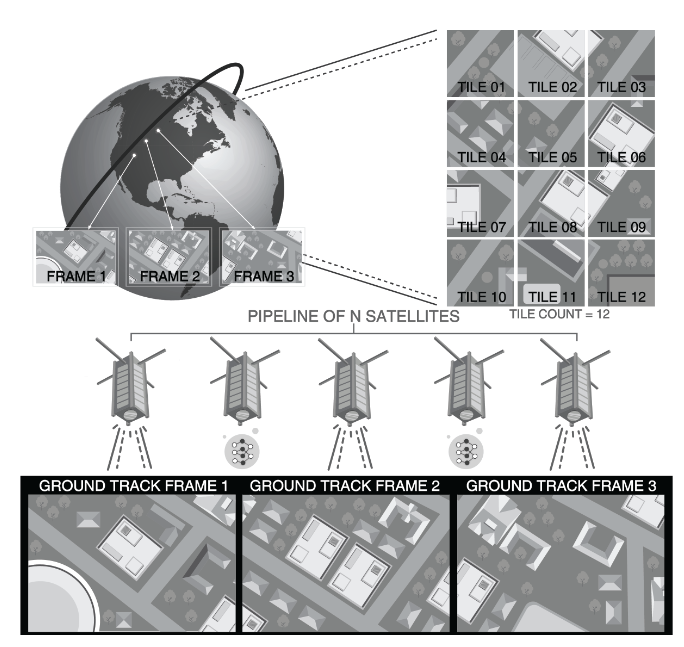 TILE 01 TILE 02 TILE 03
TILE 04 TILE 05 TILE 06
TILE 07 TILE 08 TILE 09
TILE 10 TILE 11 TILE 12
FRAME 1 FRAME 2 FRAME 3
PIPELINE OF N SATELLITES
TILE COUNT = 12
GROUND TRACK FRAME 1 GROUND TRACK FRAME 2 GROUND TRACK FRAME 3